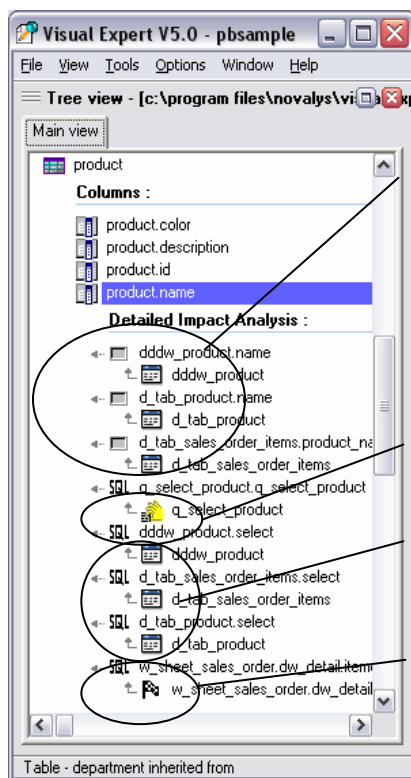 Visual Expert V5.0 - pbsample
File View Tools Options Window Help
Tree view - [c:\program files\novalys\
Main view
product
Columns :
product.color
product.description
product.id
product.name
Detailed Impact Analysis :
dddw_product.name
dddw_product
d_tab_product.name
d_tab_product
d_tab_sales_order_items.product_na
d_tab_sales_order_items
SQL q_select_product.q_select_product
q_select_product
SQL dddw_product.select
dddw_product
SQL d_tab_sales_order_items.select
d_tab_sales_order_items
SQL d_tab_product.select
d_tab_product
SQL w_sheet_sales_order.dw_detail.item
w_sheet_sales_order.dw_detail
Table - department inherited from